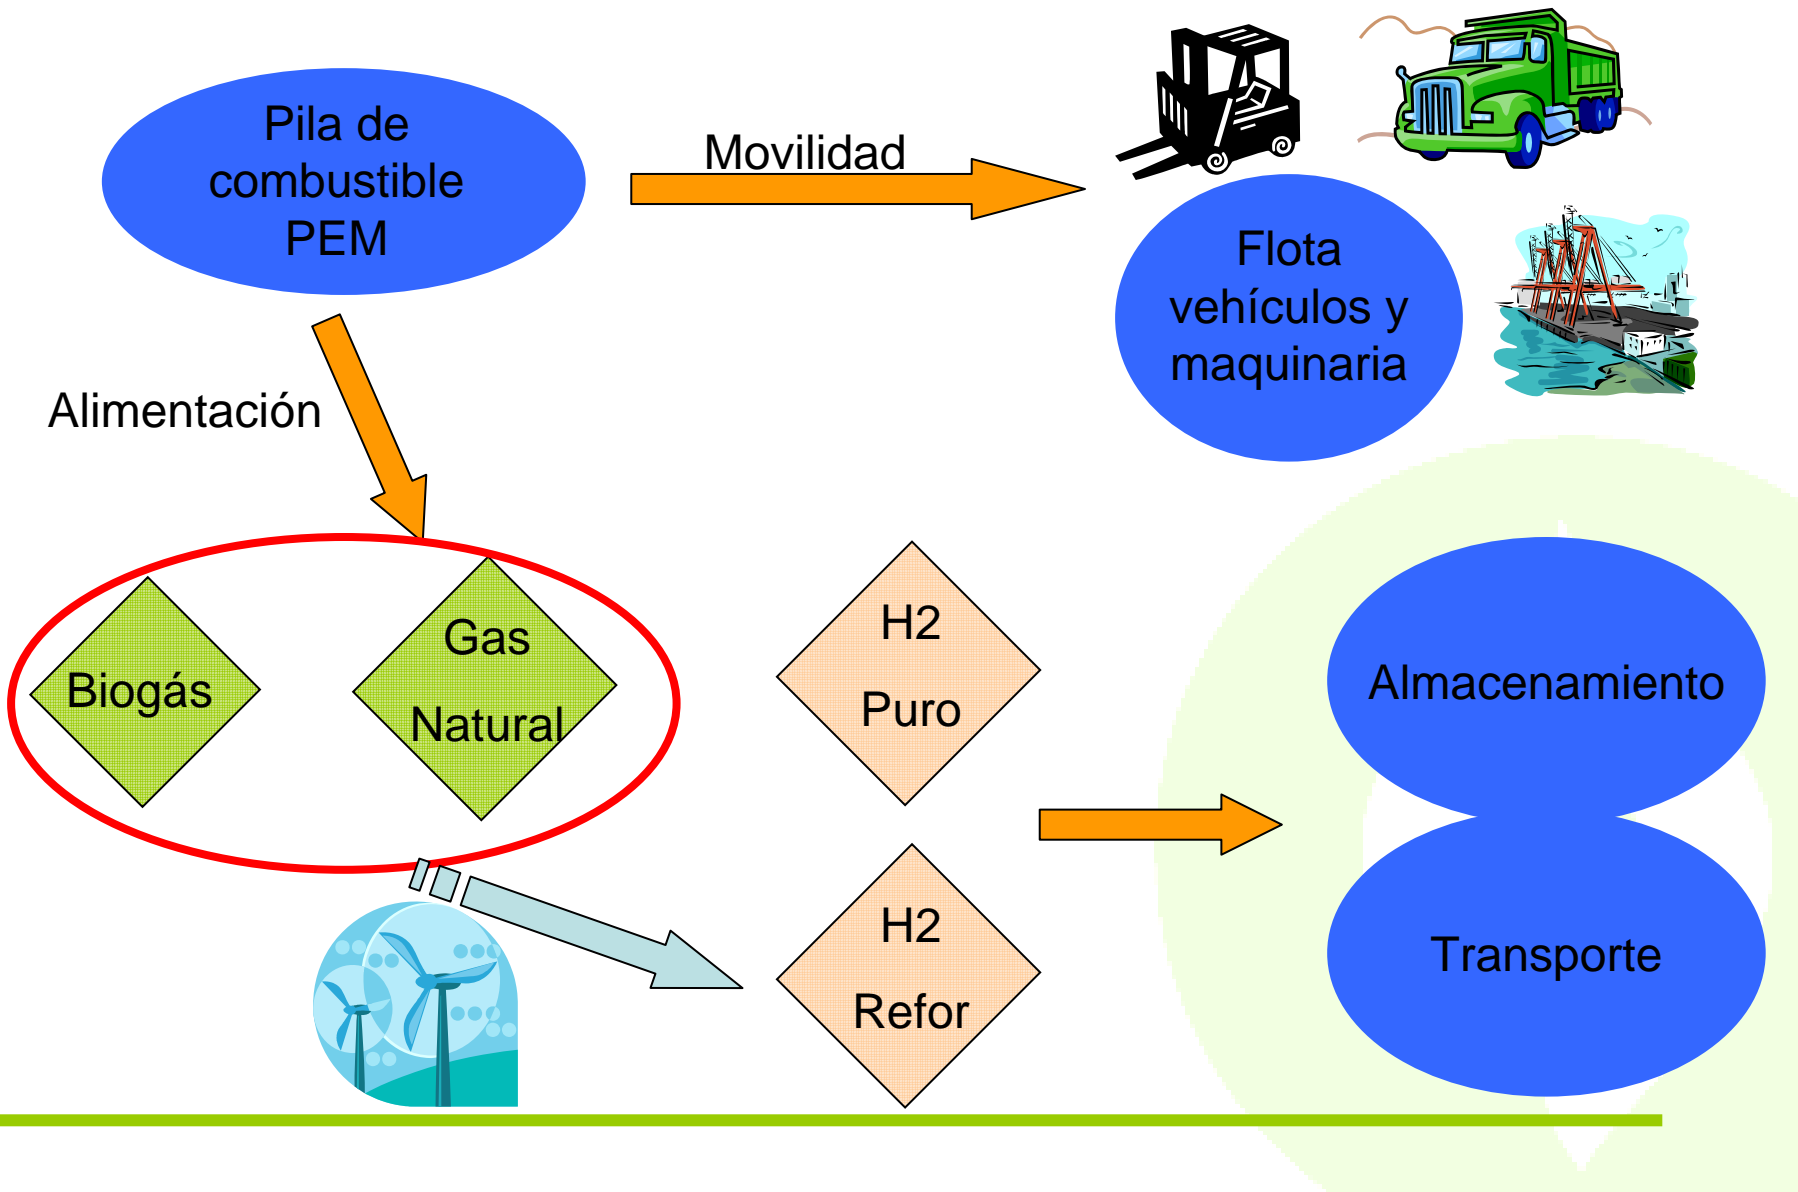 Pila de
combustible
PEM
Movilidad
Flota
vehículos y
maquinaria
Alimentación
Biogás
Gas
Natural
H2
Puro
H2
Refor
Almacenamiento
Transporte